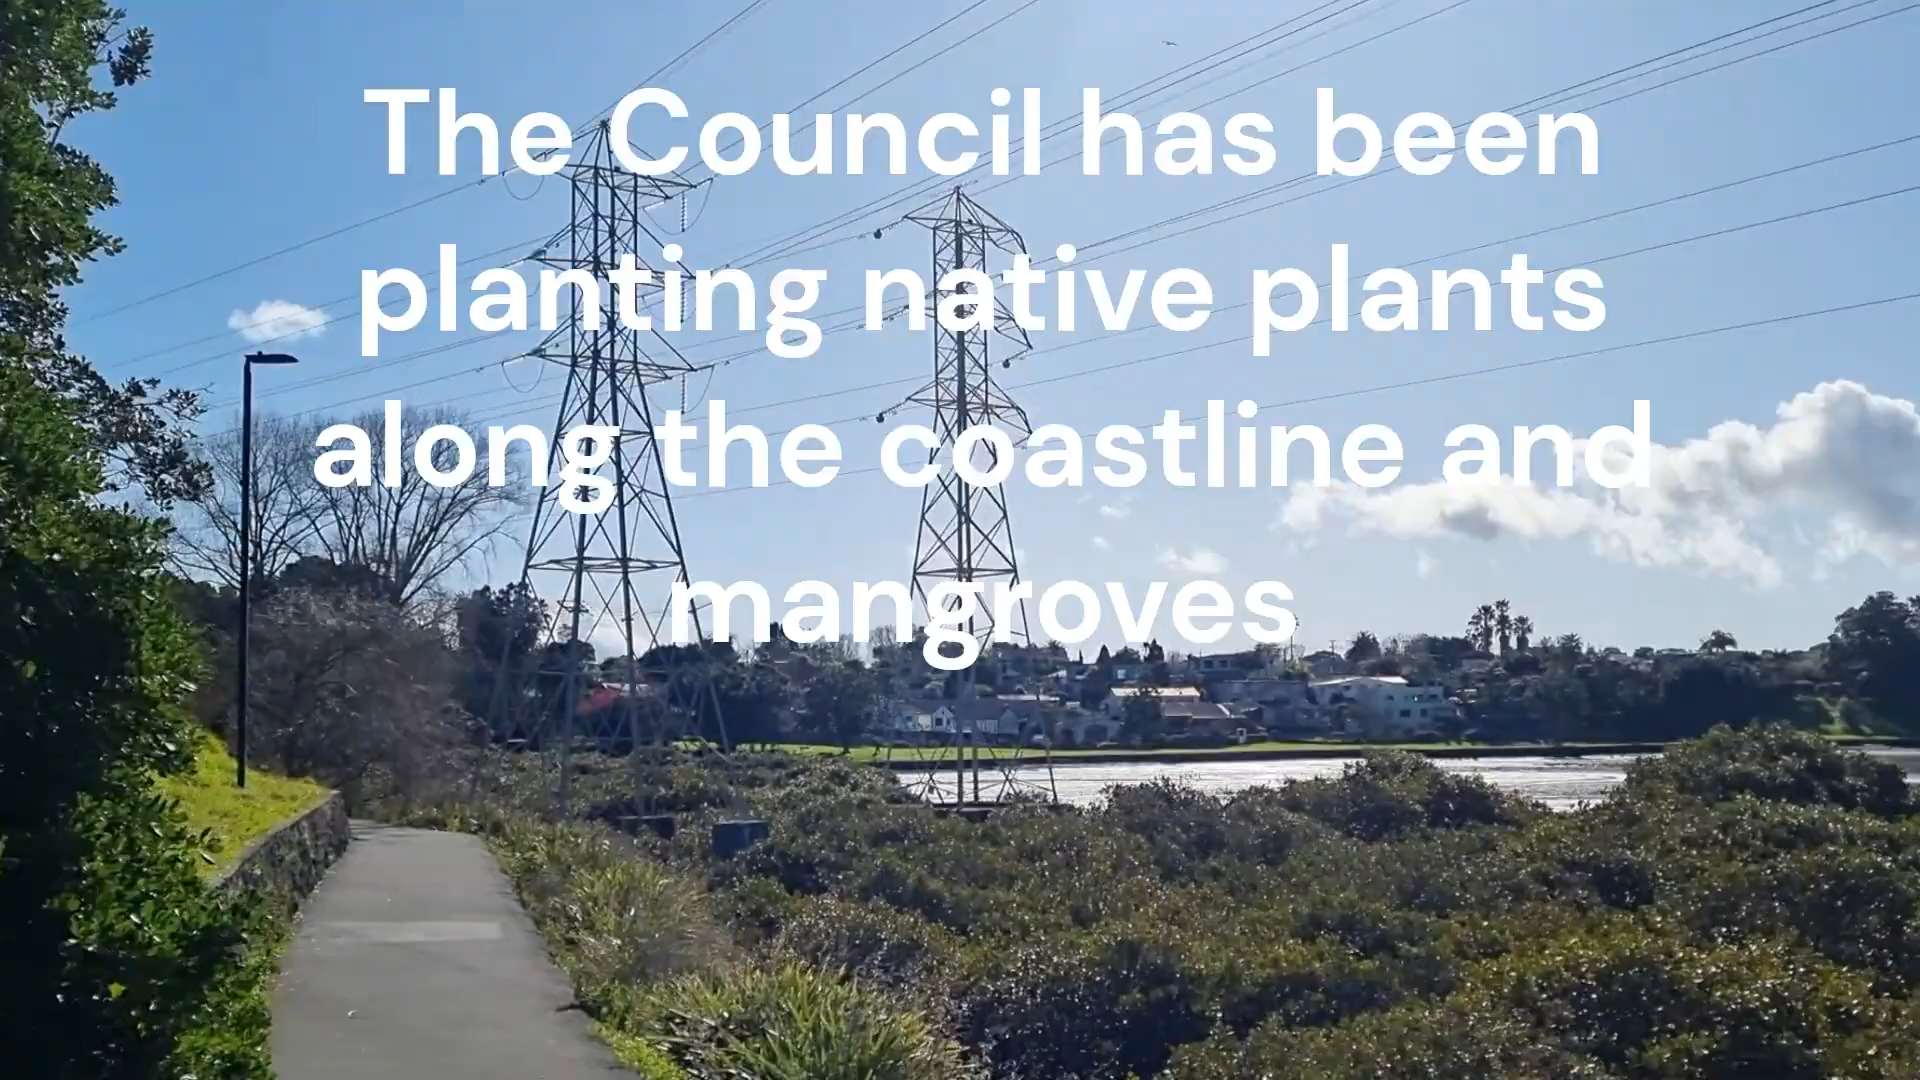 The Council has been
planting native plants
along the coastline and
mangroves